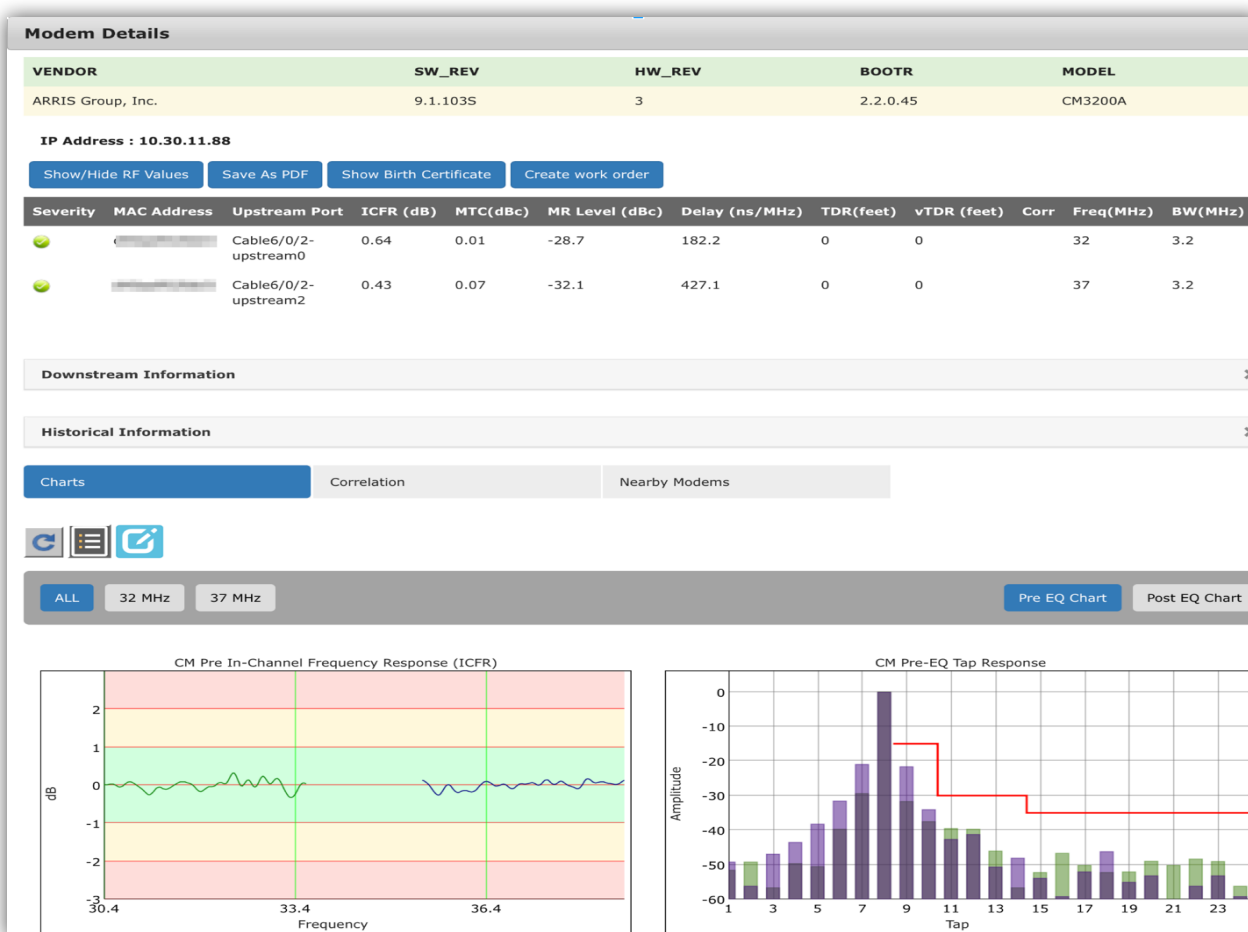 Modem Details
VENDOR SW_REV HW_REV BOOTR MODEL
ARRIS Group, Inc. 9.1.103S 3 2.2.0.45 CM3200A
IP Address : 10.30.11.88
Show/Hide RF Values Save As PDF Show Birth Certificate Create work order
Severity MAC Address Upstream Port ICFR (dB) MTC(dBc) MR Level (dBc) Delay (ns/MHz) TDR(feet) vTDR (feet) Corr Freq(MHz) BW(MHz)
Cable6/0/2- 0.64 0.01 -28.7 182.2 0 0 32 3.2
upstream0
Cable6/0/2- 0.43 0.07 -32.1 427.1 0 0 37 3.2
upstream2
Downstream Information
Historical Information
Charts Correlation Nearby Modems
ALL 32 MHz 37 MHz Pre EQ Chart Post EQ Chart
CM Pre In-Channel Frequency Response (ICFR)
2
1
0
-1
-2
-3
dB
30.4 33.4 36.4
Frequency
CM Pre-EQ Tap Response
0
-10
-20
-30
-40
-50
-60
Amplitude
1 3 5 7 9 11 13 15 17 19 21 23
Tap